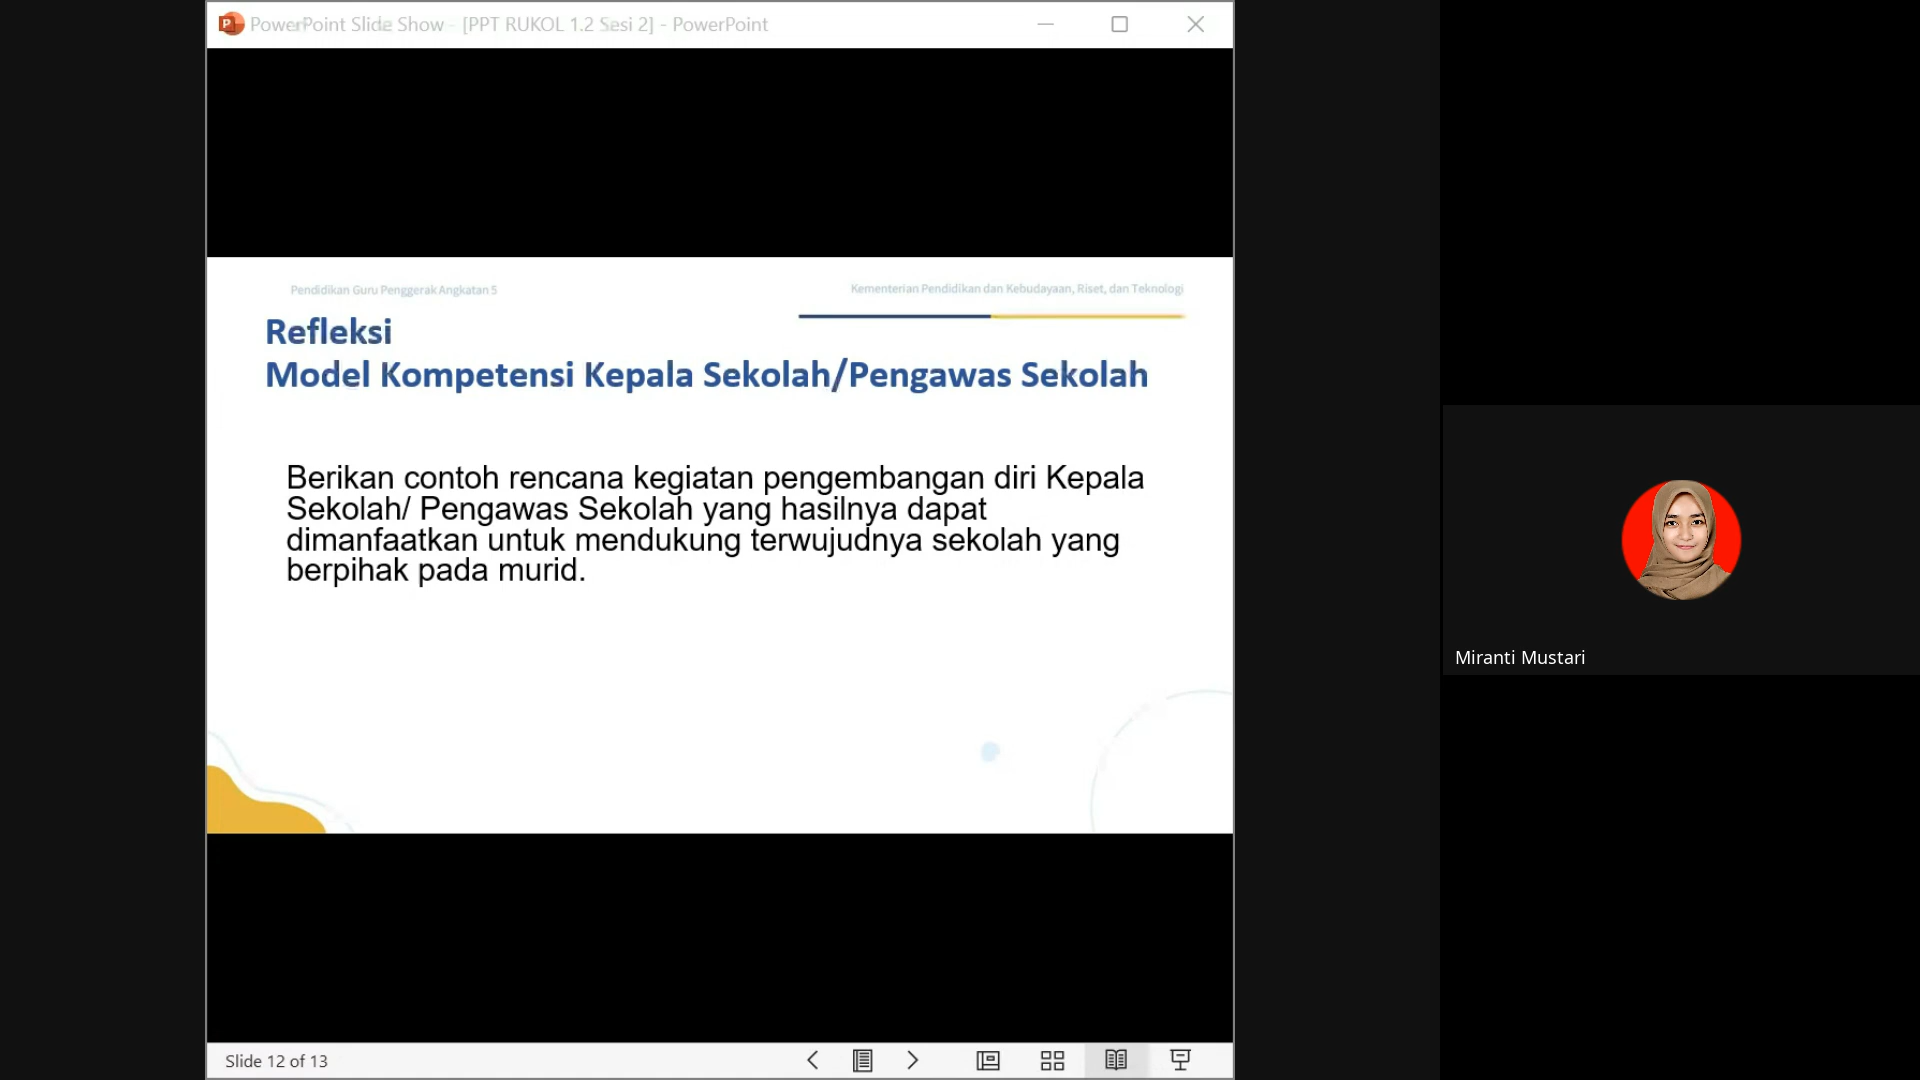 PowerPoint Slide Show - [PPT RUKOL 1.2 Sesi 2] - PowerPoint
Pendidikan Guru Penggerak Angkatan 5
Kementerian Pendidikan dan Kebudayaan, Riset, dan Teknologi
Refleksi
Model Kompetensi Kepala Sekolah/Pengawas Sekolah
Berikan contoh rencana kegiatan pengembangan diri Kepala
Sekolah/ Pengawas Sekolah yang hasilnya dapat
dimanfaatkan untuk mendukung terwujudnya sekolah yang
berpihak pada murid.
Miranti Mustari
Slide 12 of 13